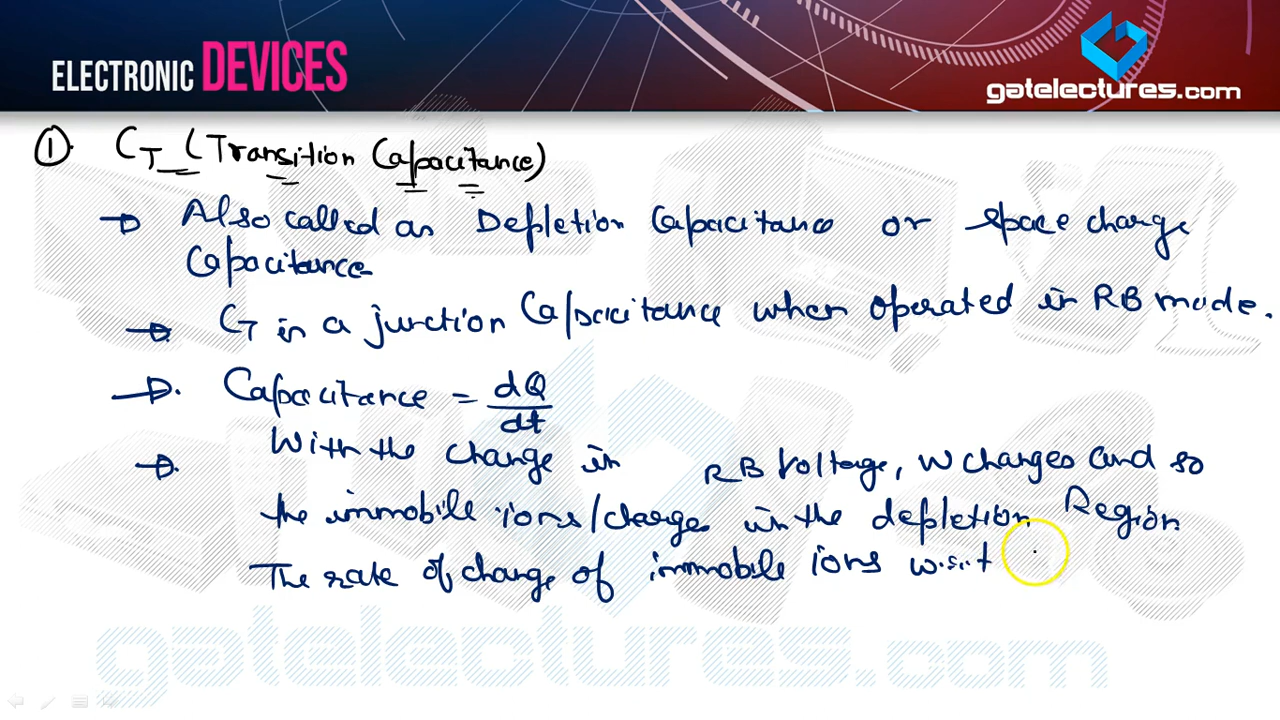 ELECTRONIC DEVICES
gatelectures.com
① CT (Transition Capacitance)
→ Also called as Depletion Capacitance or space charge
Capacitance
→ CT is a junction Capacitance when operated in RB mode.
→ Capacitance = dQ/dt
→ With the change in RB Voltage, W changes and so
the immobile ions/charges in the depletion Region
The rate of change of immobile ions w.r.t
gatelectures.com